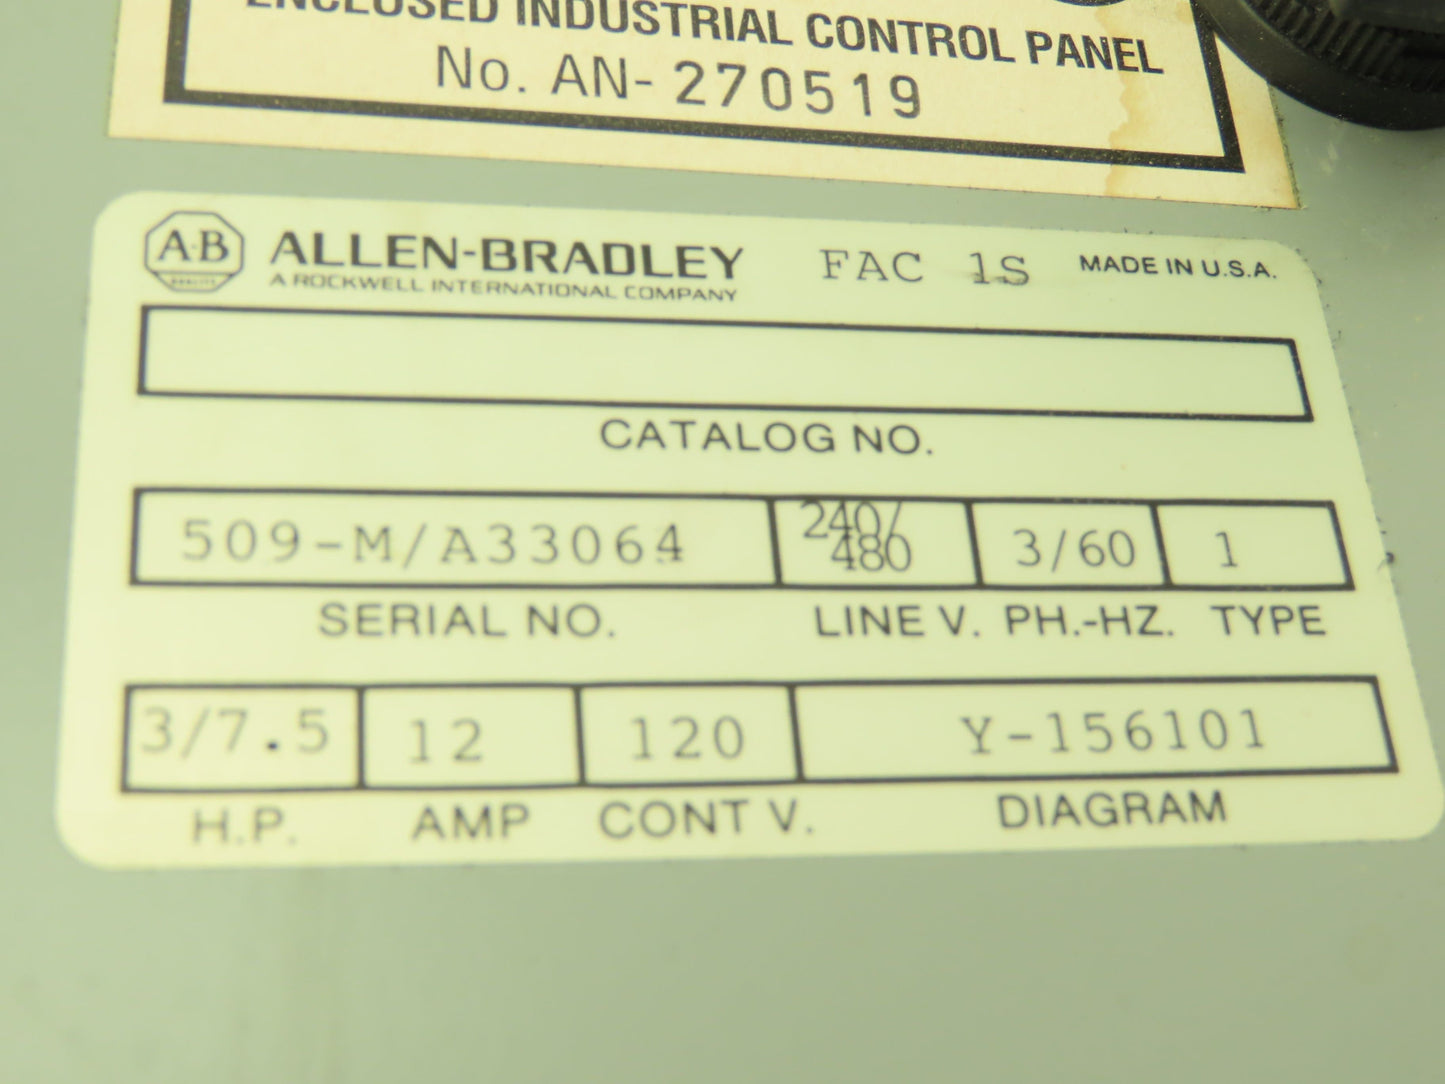 ENCLOSED INDUSTRIAL CONTROL PANEL
No. AN-270519
A-B ALLEN-BRADLEY FAC 1S MADE IN U.S.A.
QUALITY A ROCKWELL INTERNATIONAL COMPANY
CATALOG NO.
509-M/A33064 240/480 3/60 1
SERIAL NO. LINE V. PH.-HZ. TYPE
3/7.5 12 120 Y-156101
H.P. AMP CONT V. DIAGRAM